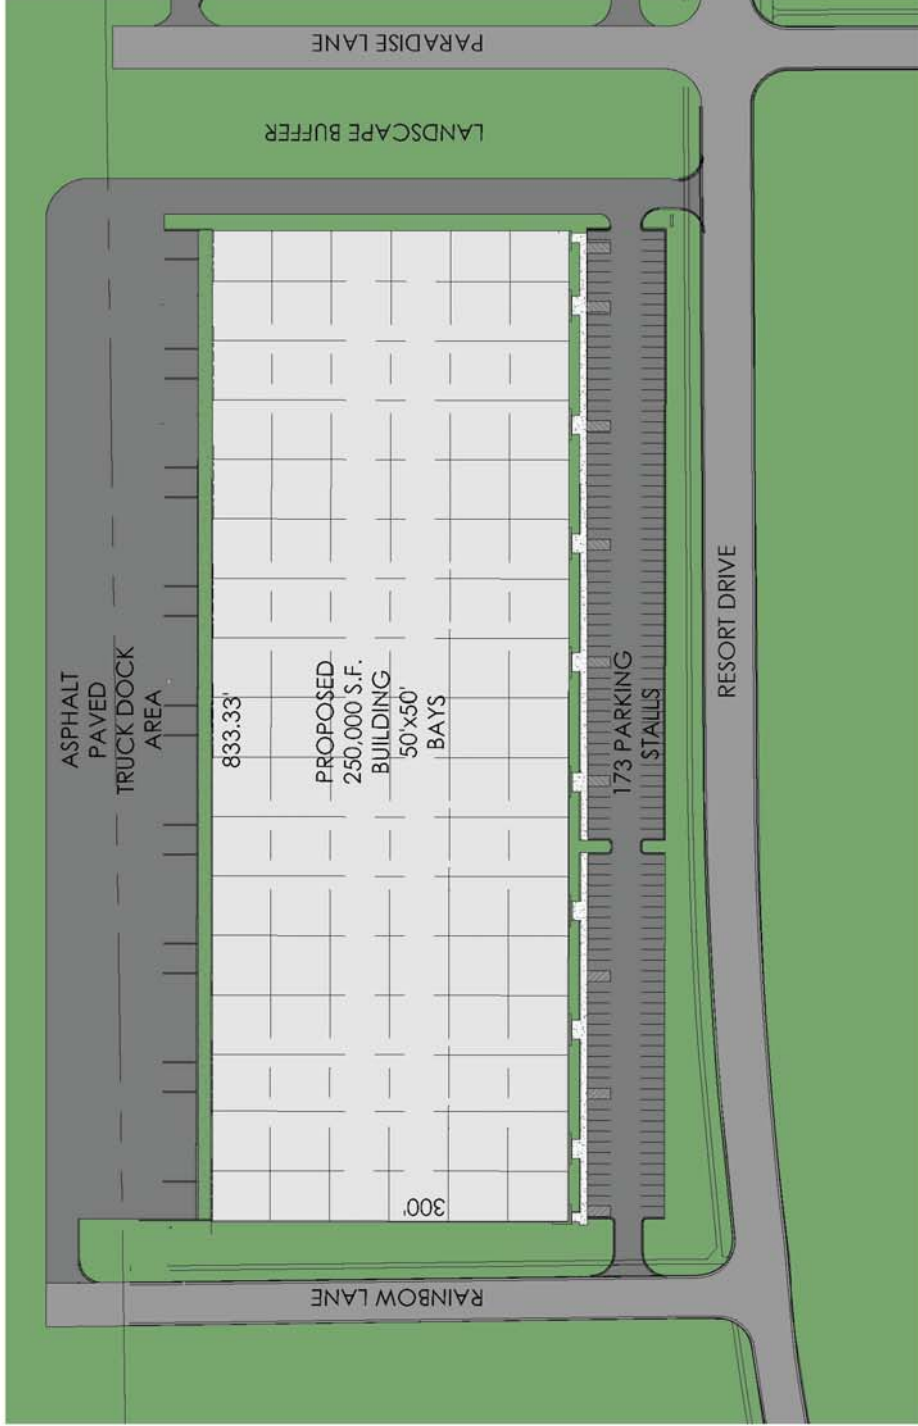 PARADISE LANE
LANDSCAPE BUFFER
ASPHALT
PAVED
TRUCK DOCK
AREA
833.33'
PROPOSED
250,000 S.F.
BUILDING
50'x50'
BAYS
173 PARKING
STALLS
RESORT DRIVE
300'
RAINBOW LANE